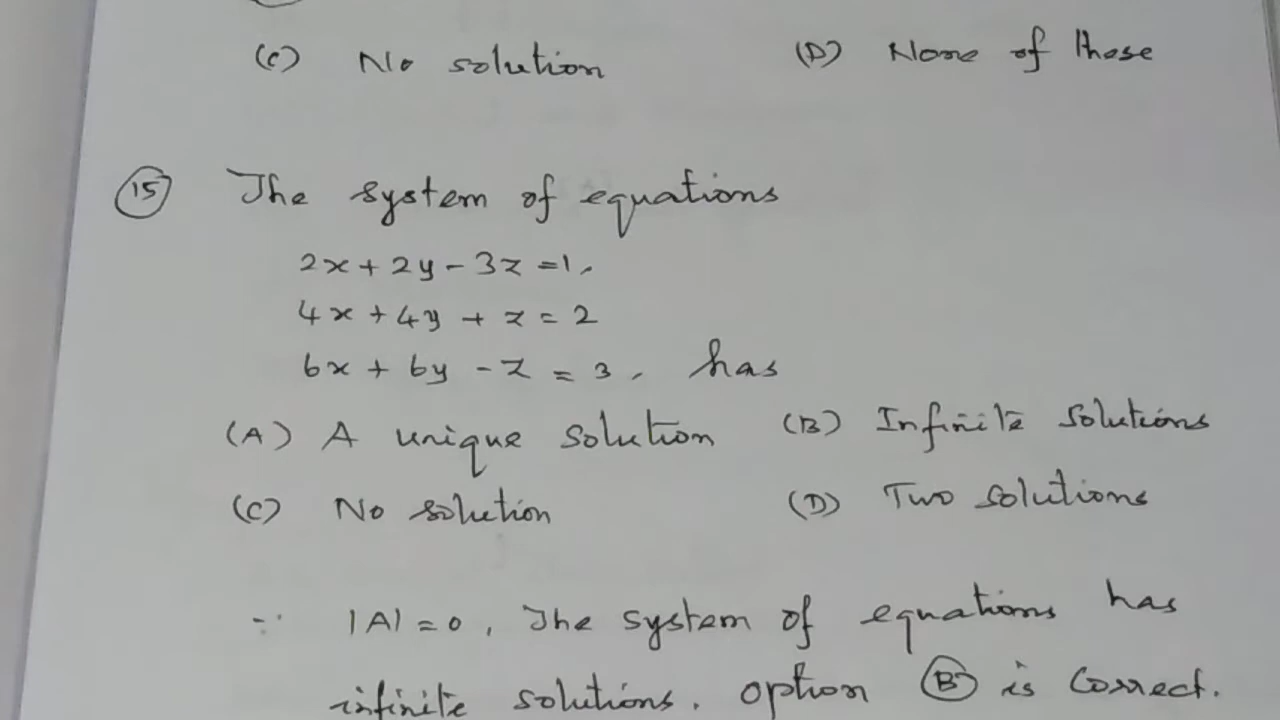 (C) No solution (D) None of these
15 The system of equations
2x + 2y - 3z = 1,
4x + 4y + z = 2
6x + 6y - z = 3, has
(A) A unique solution (B) Infinite solutions
(C) No solution (D) Two solutions
∵ |A| = 0, The system of equations has
infinite solutions. option B is correct.